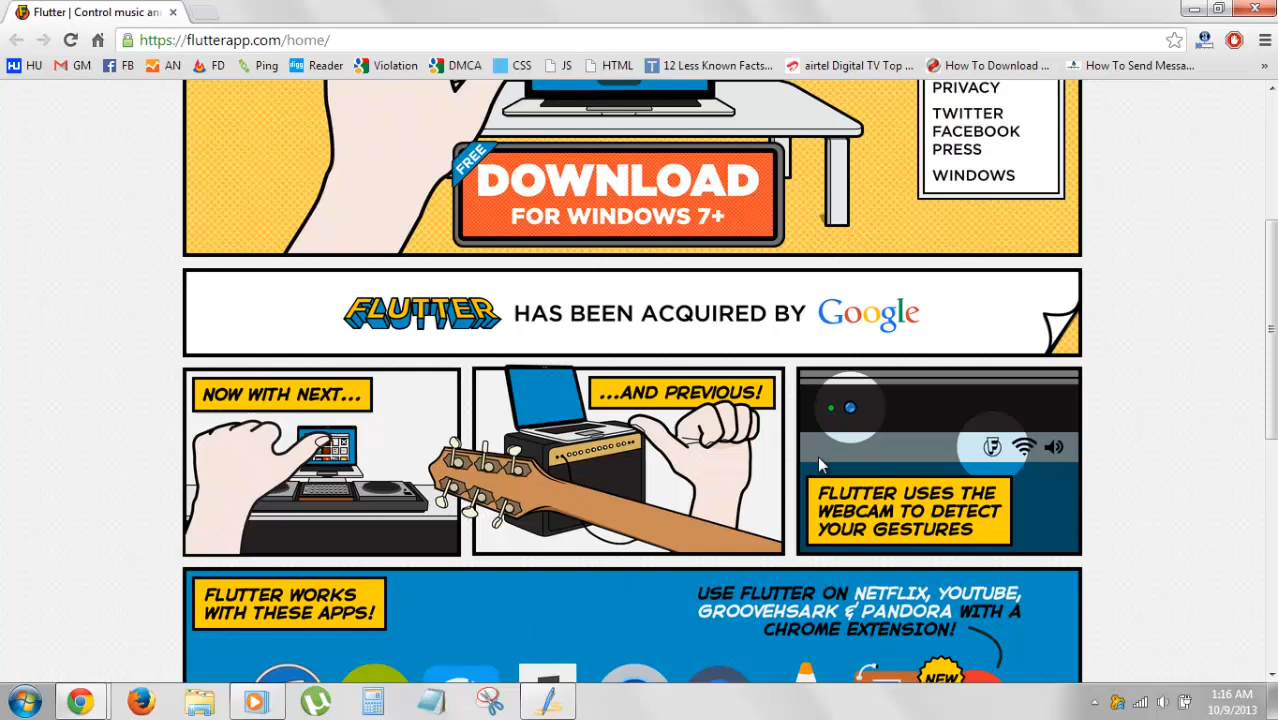 Flutter | Control music an
https://flutterapp.com/home/
HU GM FB AN FD Ping Reader Violation DMCA CSS JS HTML 12 Less Known Facts... airtel Digital TV Top ... How To Download ... How To Send Messa... »
PRIVACY
TWITTER
FACEBOOK
PRESS
WINDOWS
FREE
DOWNLOAD
FOR WINDOWS 7+
FLUTTER HAS BEEN ACQUIRED BY Google
NOW WITH NEXT...
...AND PREVIOUS!
FLUTTER USES THE
WEBCAM TO DETECT
YOUR GESTURES
FLUTTER WORKS
WITH THESE APPS!
USE FLUTTER ON NETFLIX, YOUTUBE,
GROOVEHSARK & PANDORA WITH A
CHROME EXTENSION!
NEW
1:16 AM
10/9/2013